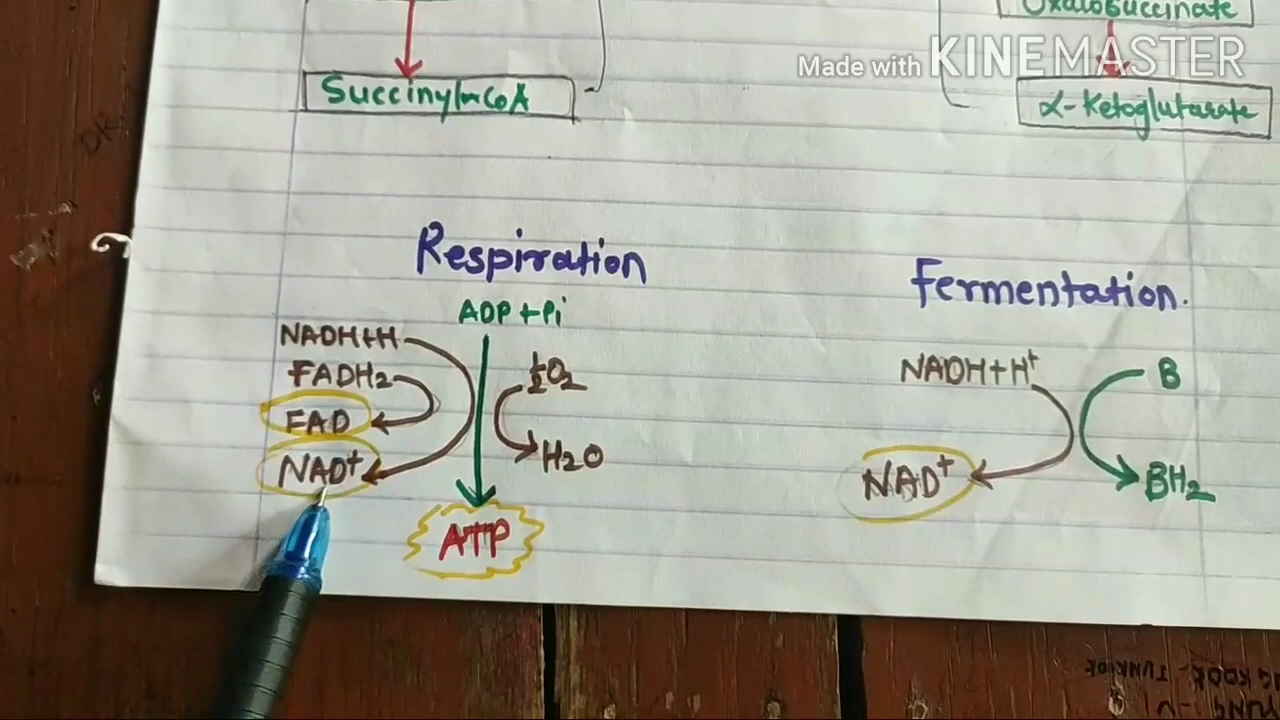 Oxalosuccinate
Made with KINEMASTER
Succinyl CoA
α-Ketoglutarate
Respiration
Fermentation.
ADP + Pi
NADH+H
FADH2
FAD
NAD+
½O2
H2O
ATP
NADH+H+
B
NAD+
BH2